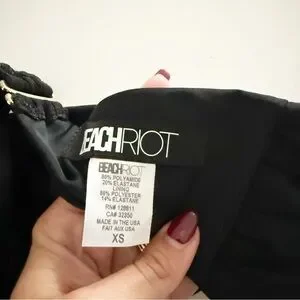 BEACHRIOT
BEACHRIOT
80% POLYAMIDE
20% ELASTANE
LINING
86% POLYESTER
14% ELASTANE
RN# 128611
CA# 32350
MADE IN THE USA
FAIT AUX USA
XS